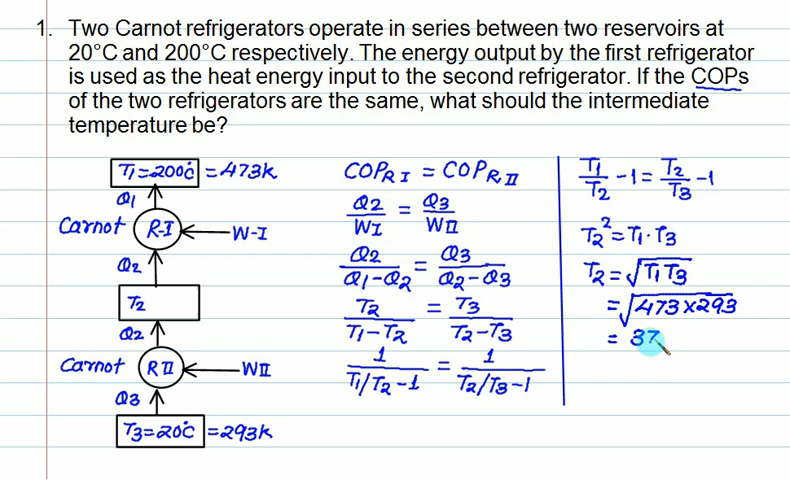 1. Two Carnot refrigerators operate in series between two reservoirs at
20°C and 200°C respectively. The energy output by the first refrigerator
is used as the heat energy input to the second refrigerator. If the COPs
of the two refrigerators are the same, what should the intermediate
temperature be?
T1=200°C =473K
Q1
Carnot R-I W-I
Q2
T2
Q2
Carnot R II WII
Q3
T3=20°C =293K
COPR I = COPR II
Q2/WI = Q3/WII
Q2/(Q1-Q2) = Q3/(Q2-Q3)
T2/(T1-T2) = T3/(T2-T3)
1/(T1/T2-1) = 1/(T2/T3-1)
T1/T2 -1 = T2/T3 -1
T2² = T1·T3
T2 = √T1 T3
= √473×293
= 37